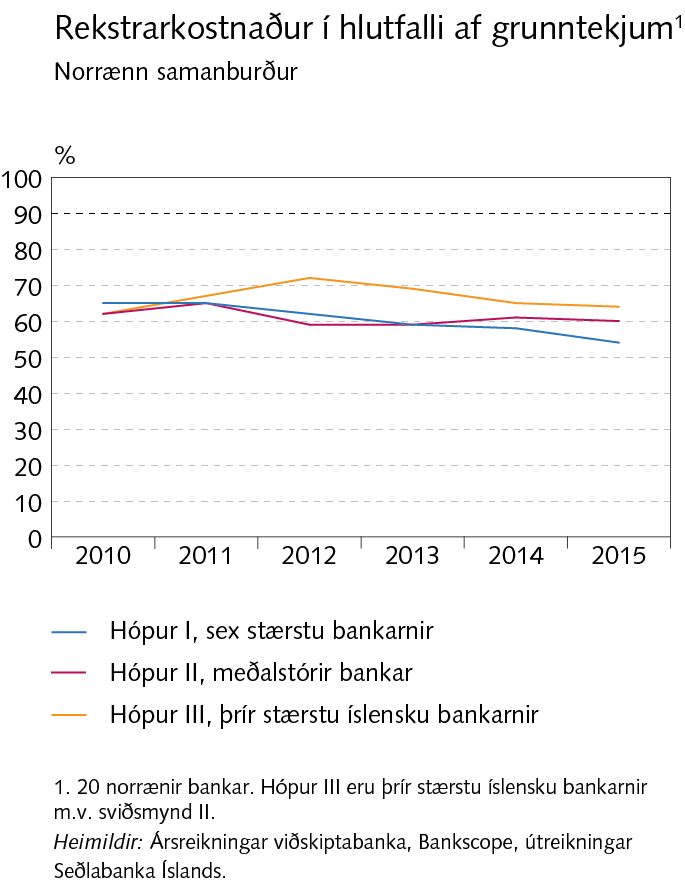 Rekstrarkostnaður í hlutfalli af grunntekjum¹
Norrænn samanburður
%
100
90
80
70
60
50
40
30
20
10
0
2010 2011 2012 2013 2014 2015
Hópur I, sex stærstu bankarnir
Hópur II, meðalstórir bankar
Hópur III, þrír stærstu íslensku bankarnir
1. 20 norrænir bankar. Hópur III eru þrír stærstu íslensku bankarnir
m.v. sviðsmynd II.
Heimildir: Ársreikningar viðskiptabanka, Bankscope, útreikningar
Seðlabanka Íslands.